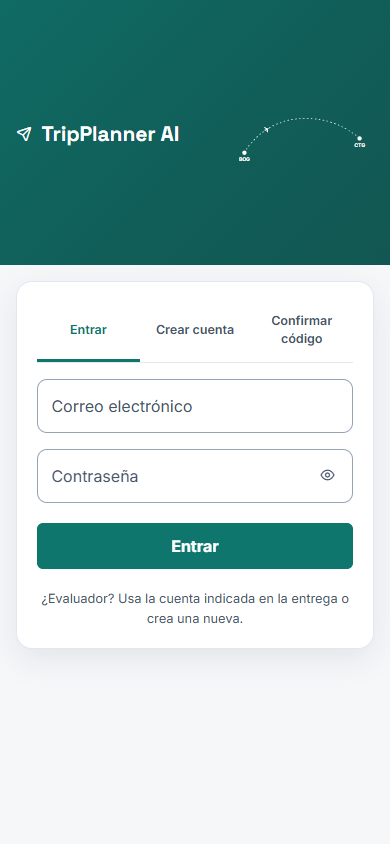 TripPlanner AI
BOG
CTG
Entrar
Crear cuenta
Confirmar
código
Correo electrónico
Contraseña
Entrar
¿Evaluador? Usa la cuenta indicada en la entrega o
crea una nueva.